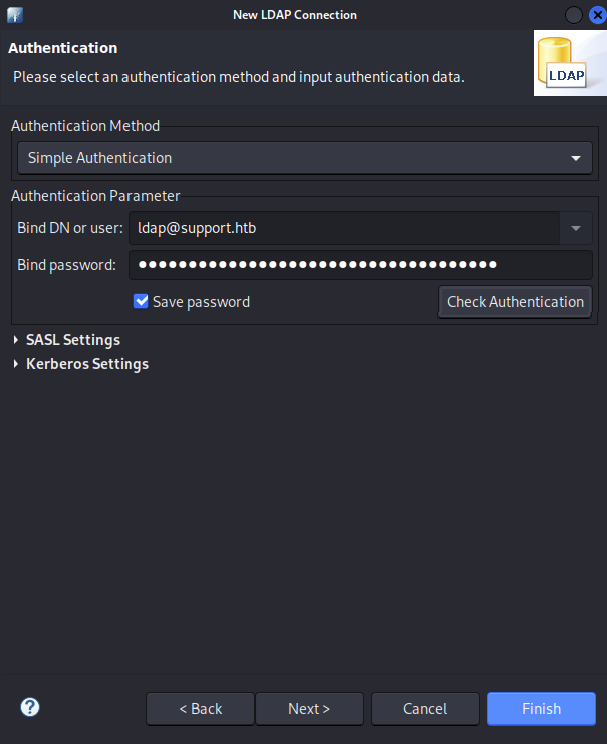 New LDAP Connection
Authentication
Please select an authentication method and input authentication data.
LDAP
Authentication Method
Simple Authentication
Authentication Parameter
Bind DN or user: ldap@support.htb
Bind password: ••••••••••••••••••••••••••••••••••••
Save password Check Authentication
SASL Settings
Kerberos Settings
? < Back Next > Cancel Finish